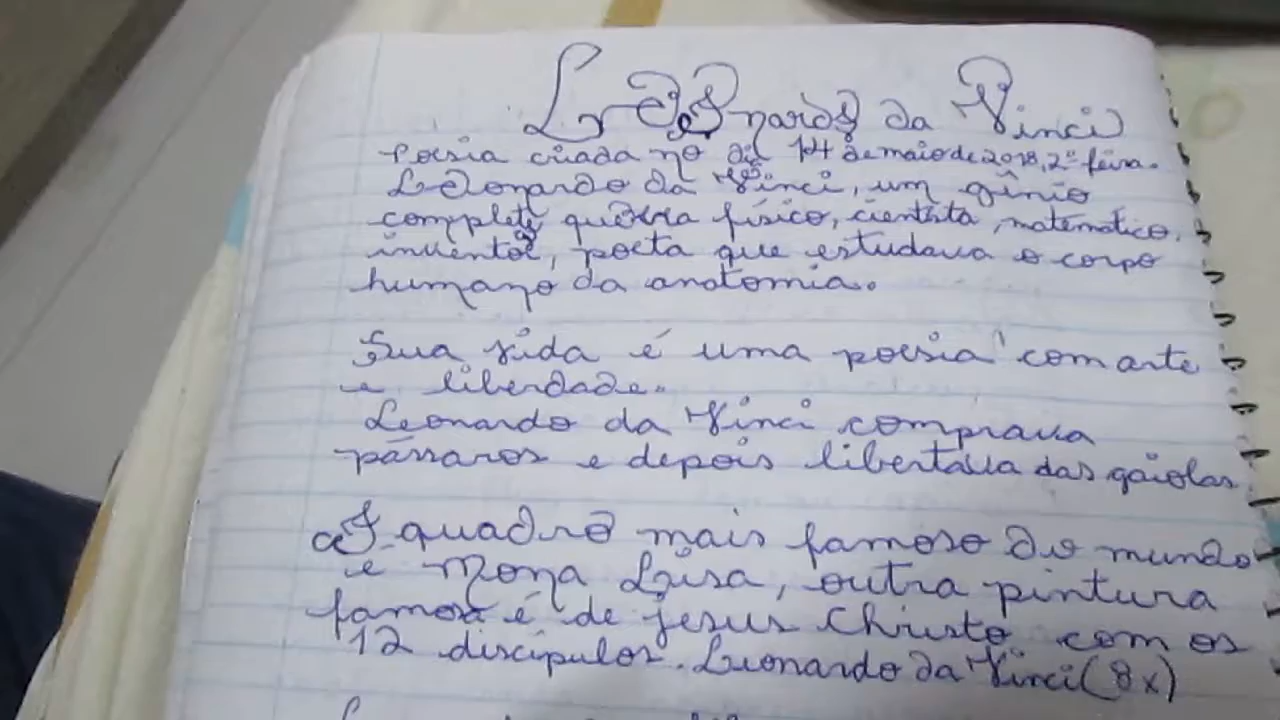 Leonardo da Vinci
Poesia criada no dia 14 de maio de 2018, 2ª feira.
Leonardo da Vinci, um gênio
completo que era físico, cientista, matemático,
inventor, poeta que estudava o corpo
humano da anatomia.
Sua vida é uma poesia com arte
e liberdade.
Leonardo da Vinci comprava
pássaros e depois libertava das gaiolas
O quadro mais famoso do mundo
é Mona Lisa, outra pintura
famosa é de Jesus Christo com os
12 discípulos. Leonardo da Vinci (8x)